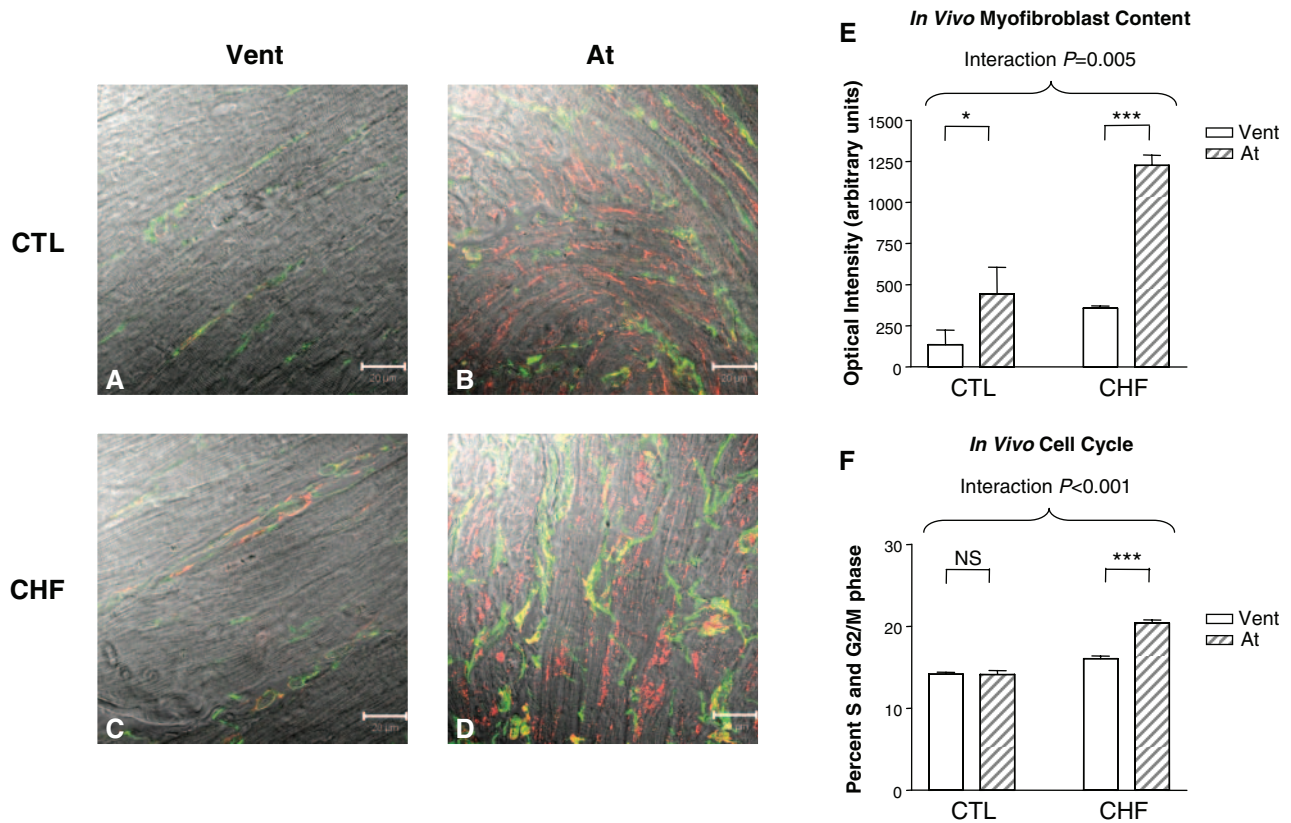 Vent
At
CTL
A
20 µm
B
20 µm
CHF
C
20 µm
D
E
In Vivo Myofibroblast Content
Interaction P=0.005
*
***
Optical Intensity (arbitrary units)
1500
1250
1000
750
500
250
0
CTL
CHF
Vent
At
F
In Vivo Cell Cycle
Interaction P<0.001
NS
***
Percent S and G2/M phase
30
20
10
0
CTL
CHF
Vent
At